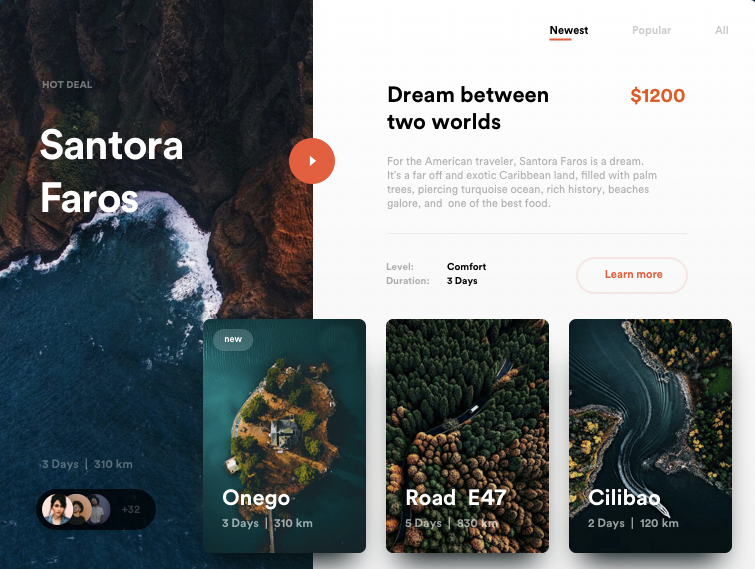 Newest
Popular
All
HOT DEAL
Santora
Faros
3 Days | 310 km
+32
Dream between
two worlds
$1200
For the American traveler, Santora Faros is a dream.
It's a far off and exotic Caribbean land, filled with palm
trees, piercing turquoise ocean, rich history, beaches
galore, and one of the best food.
Level: Comfort
Duration: 3 Days
Learn more
new
Onego
3 Days | 310 km
Road E47
5 Days | 830 km
Cilibao
2 Days | 120 km